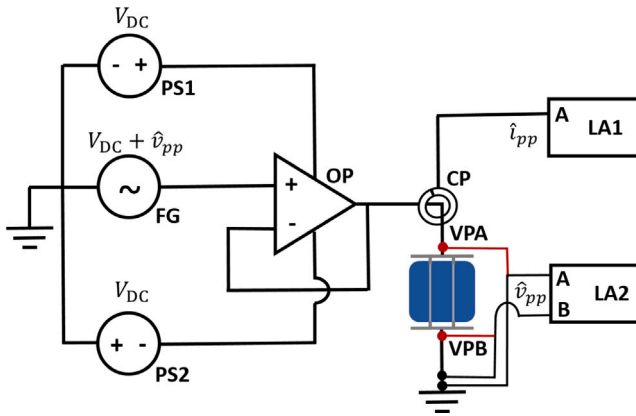 V_DC
- +
PS1
V_DC + v̂_pp
~
FG
+
-
OP
V_DC
+ -
PS2
CP
î_pp
A
LA1
VPA
v̂_pp
A
B
LA2
VPB